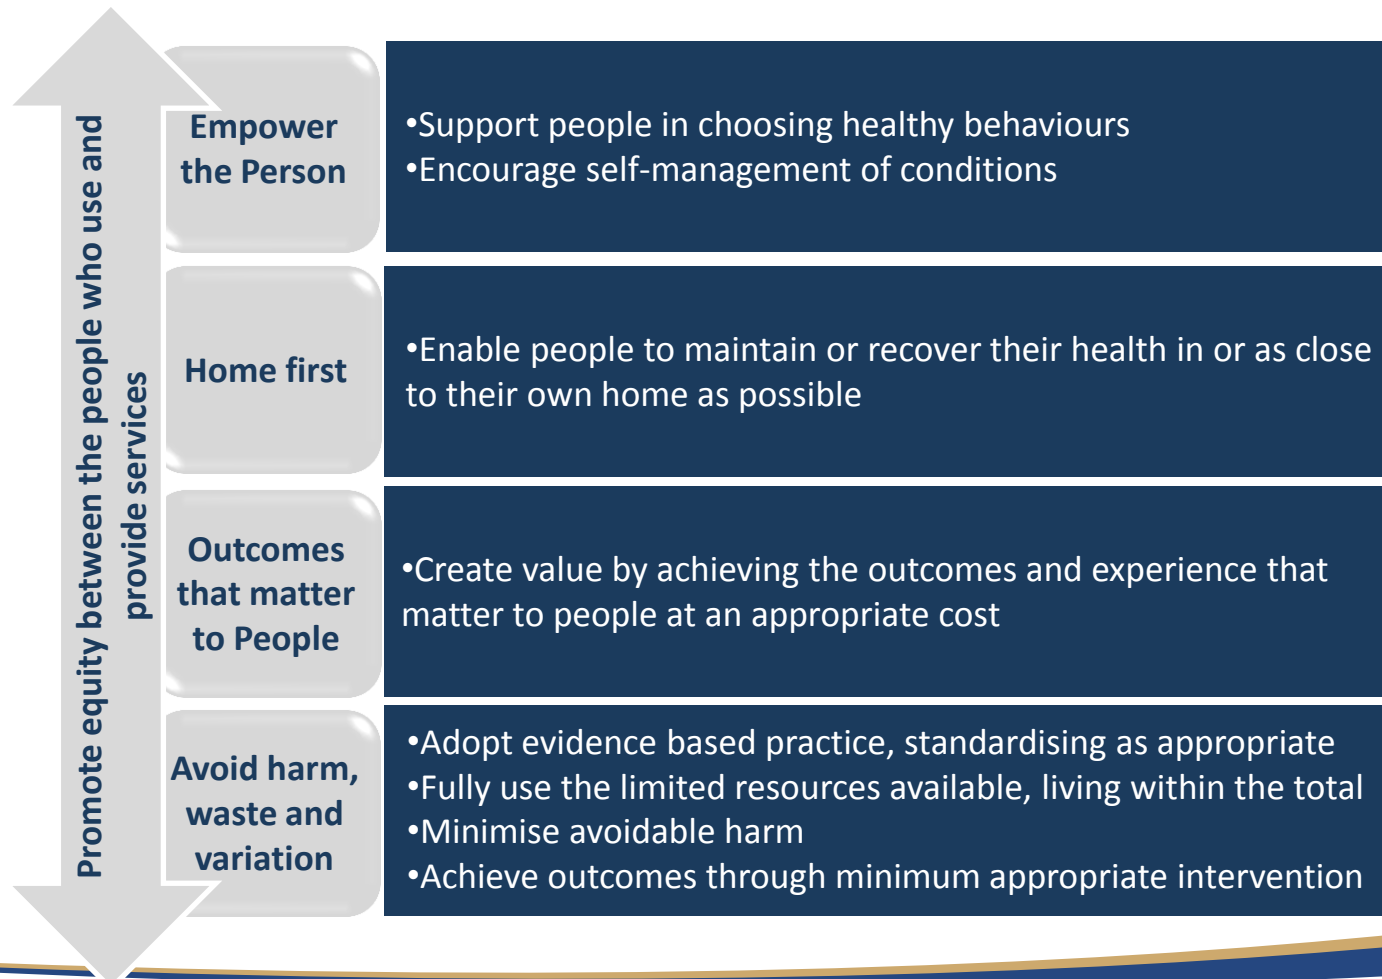 Promote equity between the people who use and
provide services
Empower
the Person
•Support people in choosing healthy behaviours
•Encourage self-management of conditions
Home first
•Enable people to maintain or recover their health in or as close
to their own home as possible
Outcomes
that matter
to People
•Create value by achieving the outcomes and experience that
matter to people at an appropriate cost
Avoid harm,
waste and
variation
•Adopt evidence based practice, standardising as appropriate
•Fully use the limited resources available, living within the total
•Minimise avoidable harm
•Achieve outcomes through minimum appropriate intervention